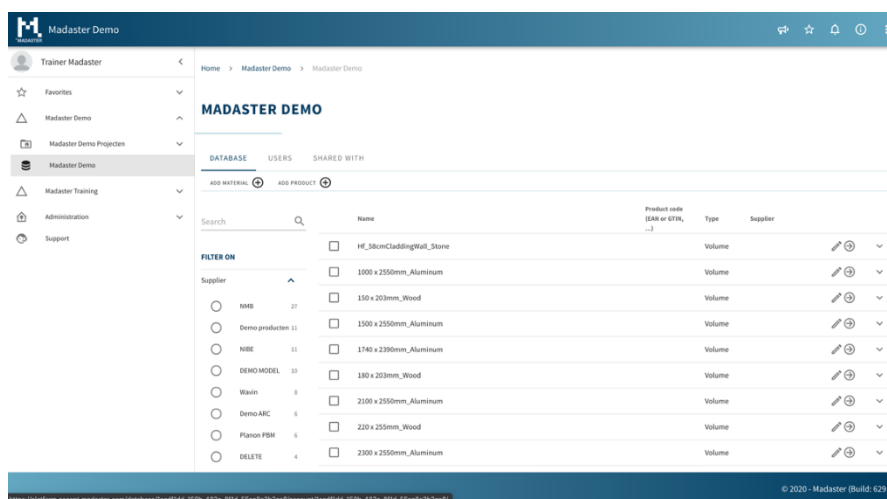 MADASTER
Madaster Demo
Trainer Madaster
Favorites
Madaster Demo
Madaster Demo Projecten
Madaster Demo
Madaster Training
Administration
Support
Home > Madaster Demo > Madaster Demo
MADASTER DEMO
DATABASE USERS SHARED WITH
ADD MATERIAL ADD PRODUCT
Search
FILTER ON
Supplier
NMB 27
Demo producten 11
NIBE 11
DEMO MODEL 10
Wavin 8
Demo ARC 6
Planon PBM 6
DELETE 4
Name Product code (EAN or GTIN, ...) Type Supplier
Hf_58cmCladdingWall_Stone Volume
1000 x 2550mm_Aluminum Volume
150 x 203mm_Wood Volume
1500 x 2550mm_Aluminum Volume
1740 x 2390mm_Aluminum Volume
180 x 203mm_Wood Volume
2100 x 2550mm_Aluminum Volume
220 x 255mm_Wood Volume
2300 x 2550mm_Aluminum Volume
© 2020 - Madaster (Build: 629